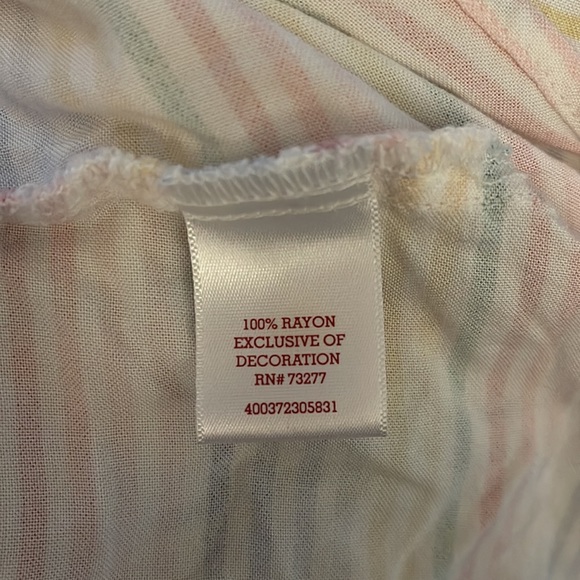 100% RAYON
EXCLUSIVE OF
DECORATION
RN# 73277
400372305831